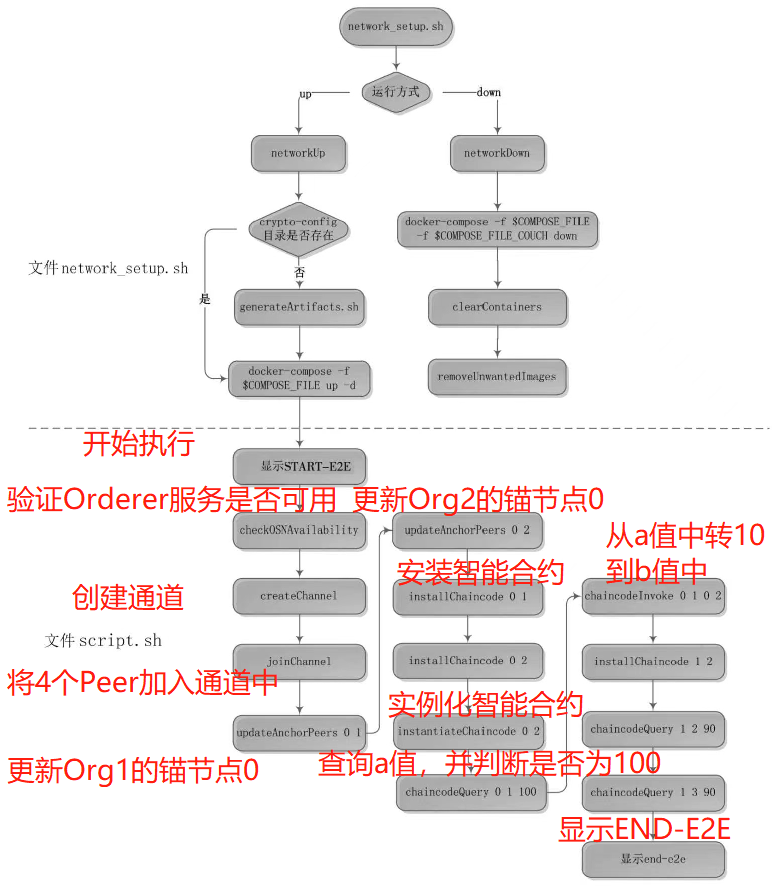 network_setup.sh
运行方式
up
down
networkUp
networkDown
crypto-config
目录是否存在
docker-compose -f $COMPOSE_FILE
-f $COMPOSE_FILE_COUCH down
文件network_setup.sh
否
是
generateArtifacts.sh
clearContainers
docker-compose -f
$COMPOSE_FILE up -d
removeUnwantedImages
开始执行
显示START-E2E
验证Orderer服务是否可用
checkOSNAvailability
创建通道
createChannel
文件script.sh
joinChannel
将4个Peer加入通道中
updateAnchorPeers 0 1
更新Org1的锚节点0
更新Org2的锚节点0
updateAnchorPeers 0 2
安装智能合约
installChaincode 0 1
installChaincode 0 2
实例化智能合约
instantiateChaincode 0 2
查询a值，并判断是否为100
chaincodeQuery 0 1 100
从a值中转10
到b值中
chaincodeInvoke 0 1 0 2
installChaincode 1 2
chaincodeQuery 1 2 90
chaincodeQuery 1 3 90
显示END-E2E
显示end-e2e